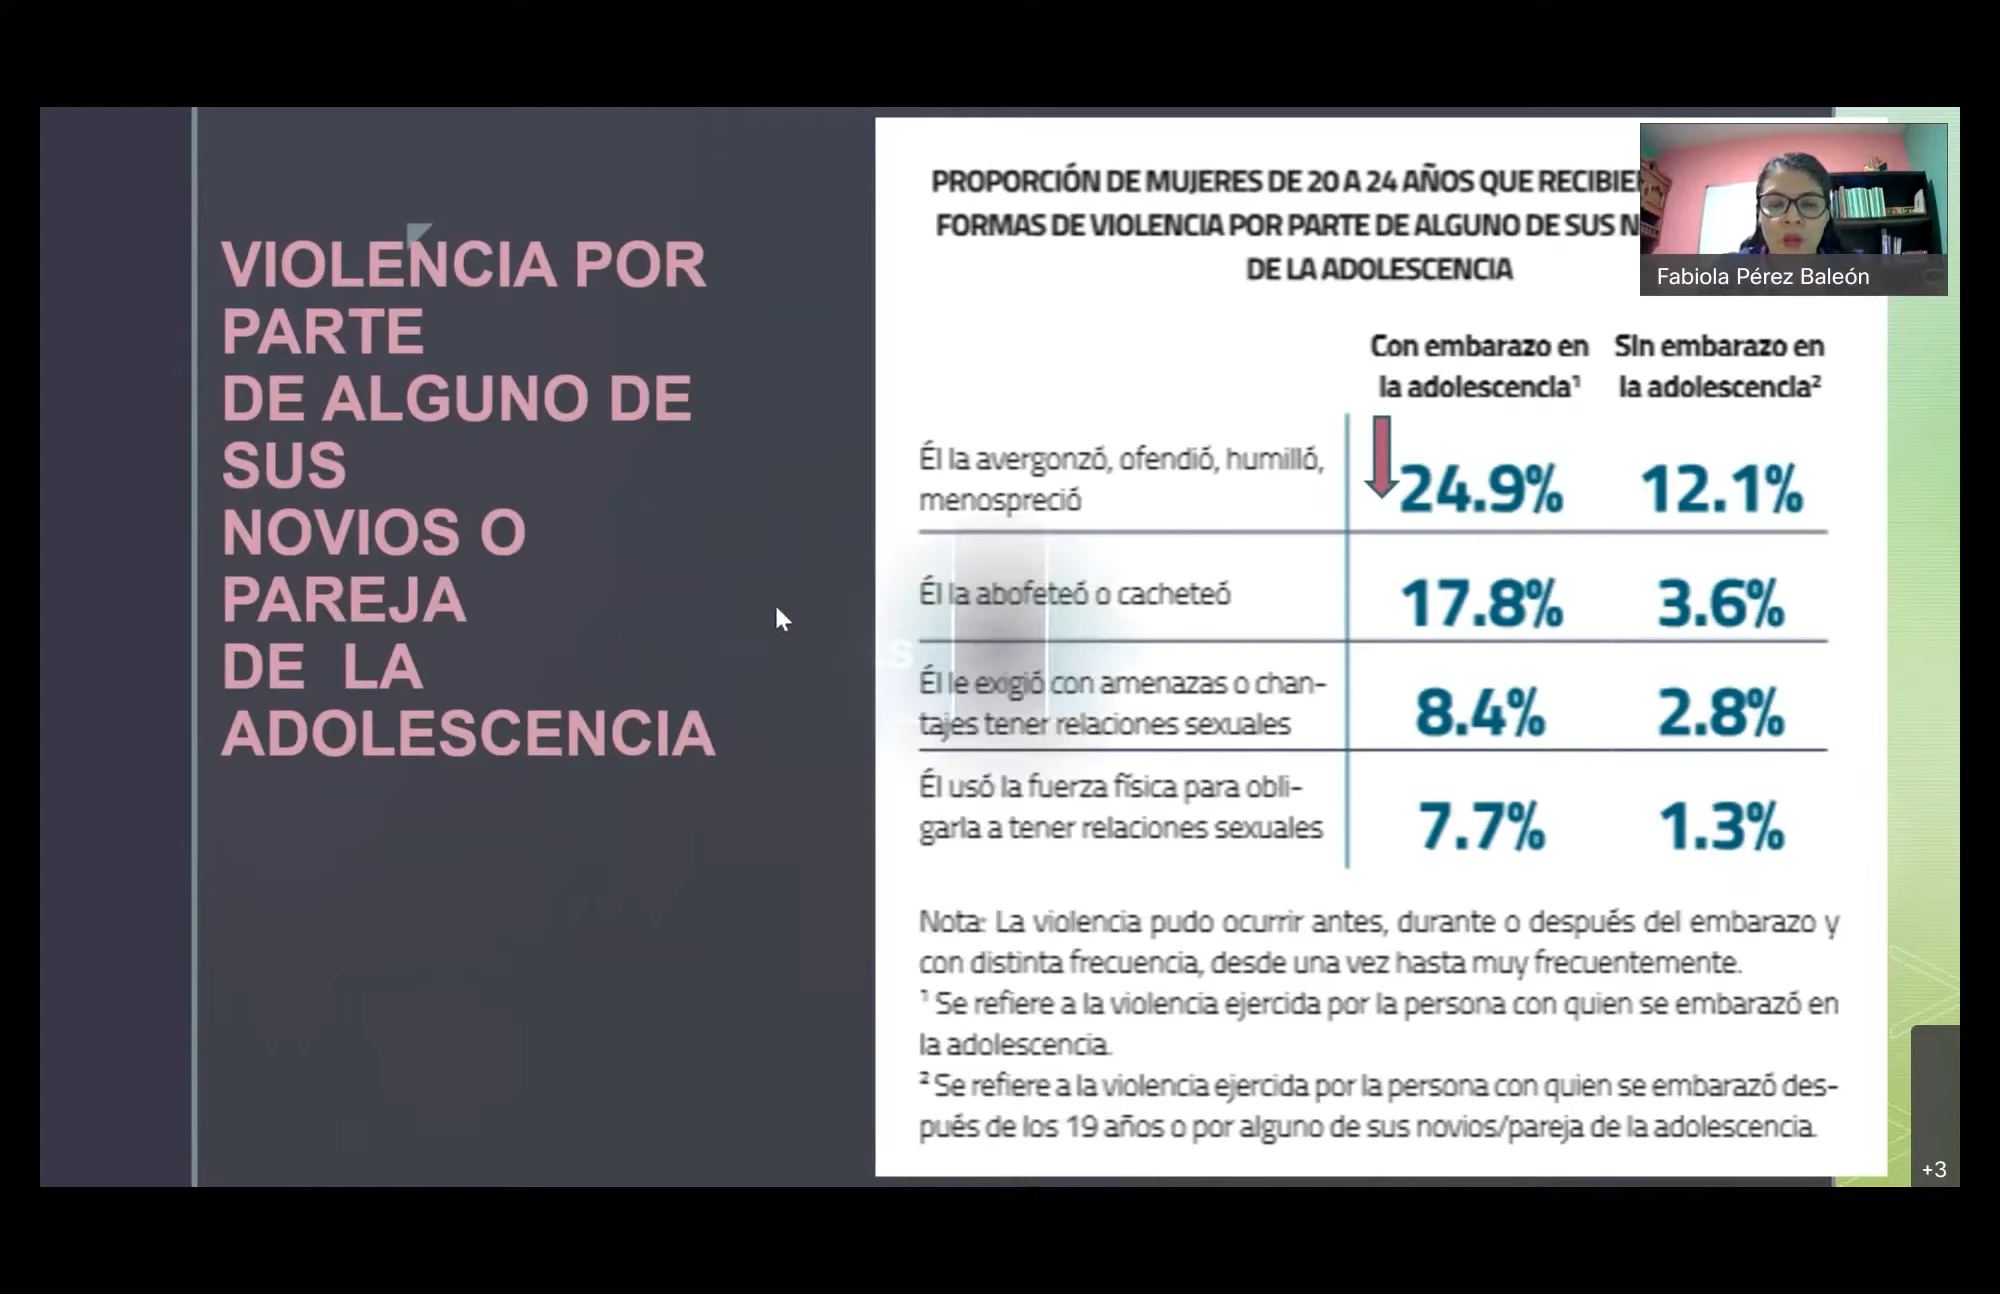 VIOLENCIA POR
PARTE
DE ALGUNO DE
SUS
NOVIOS O
PAREJA
DE LA
ADOLESCENCIA
PROPORCIÓN DE MUJERES DE 20 A 24 AÑOS QUE
FORMAS DE VIOLENCIA POR PARTE DE ALGUNO DE SUS
DE LA ADOLESCENCIA
Fabiola Pérez Baleón
Con embarazo en
la adolescencia¹
Sin embarazo en
la adolescencia²
Él la avergonzó, ofendió, humilló,
menospreció
24.9% 12.1%
Él la abofeteó o cacheteó
17.8% 3.6%
Él le exigió con amenazas o chan-
tajes tener relaciones sexuales
8.4% 2.8%
Él usó la fuerza física para obli-
garla a tener relaciones sexuales
7.7% 1.3%
Nota: La violencia pudo ocurrir antes, durante o después del embarazo y
con distinta frecuencia, desde una vez hasta muy frecuentemente.
¹ Se refiere a la violencia ejercida por la persona con quien se embarazó en
la adolescencia.
² Se refiere a la violencia ejercida por la persona con quien se embarazó des-
pués de los 19 años o por alguno de sus novios/pareja de la adolescencia.
+3